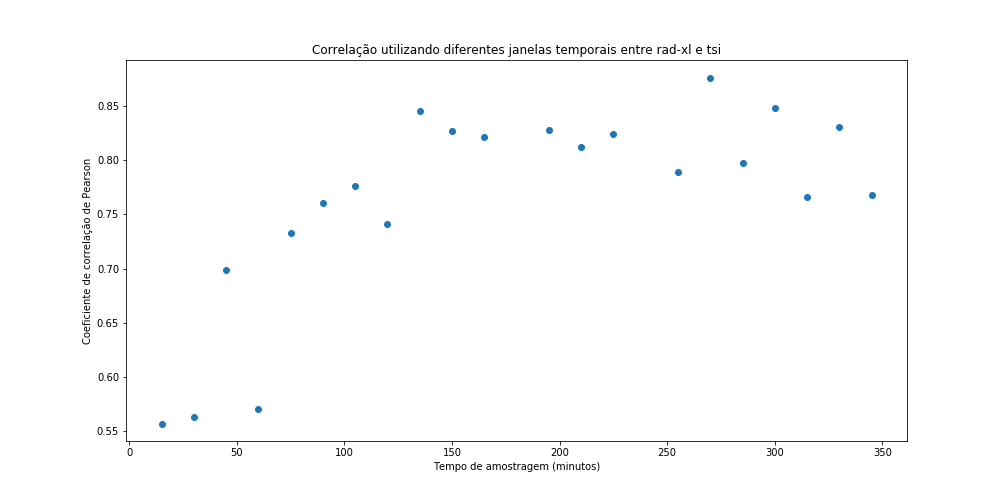 Correlação utilizando diferentes janelas temporais entre rad-xl e tsi
Coeficiente de correlação de Pearson
0.85
0.80
0.75
0.70
0.65
0.60
0.55
0 50 100 150 200 250 300 350
Tempo de amostragem (minutos)